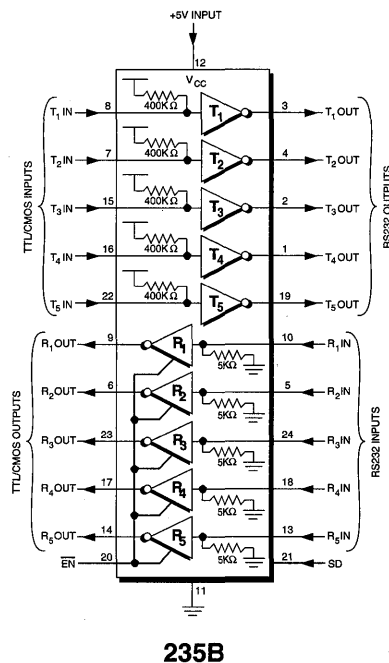 +5V INPUT
12
VCC
400KΩ
T1 IN 8 T1 3 T1 OUT
400KΩ
T2 IN 7 T2 4 T2 OUT
400KΩ
T3 IN 15 T3 2 T3 OUT
400KΩ
T4 IN 16 T4 1 T4 OUT
400KΩ
T5 IN 22 T5 19 T5 OUT
TTL/CMOS INPUTS
RS232 OUTPUTS
R1 OUT 9 R1 10 R1 IN
5KΩ
R2 OUT 6 R2 5 R2 IN
5KΩ
R3 OUT 23 R3 24 R3 IN
5KΩ
R4 OUT 17 R4 18 R4 IN
5KΩ
R5 OUT 14 R5 13 R5 IN
5KΩ
TTL/CMOS OUTPUTS
RS232 INPUTS
EN 20 21 SD
11
235B